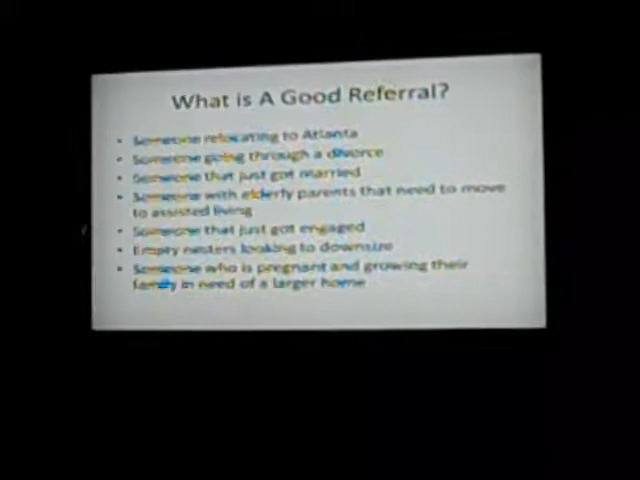 What is A Good Referral?
• Someone relocating to Atlanta
• Someone going through a divorce
• Someone that just got married
• Someone with elderly parents that need to move
to assisted living
• Someone that just got engaged
• Empty nesters looking to downsize
• Someone who is pregnant and growing their
family in need of a larger home